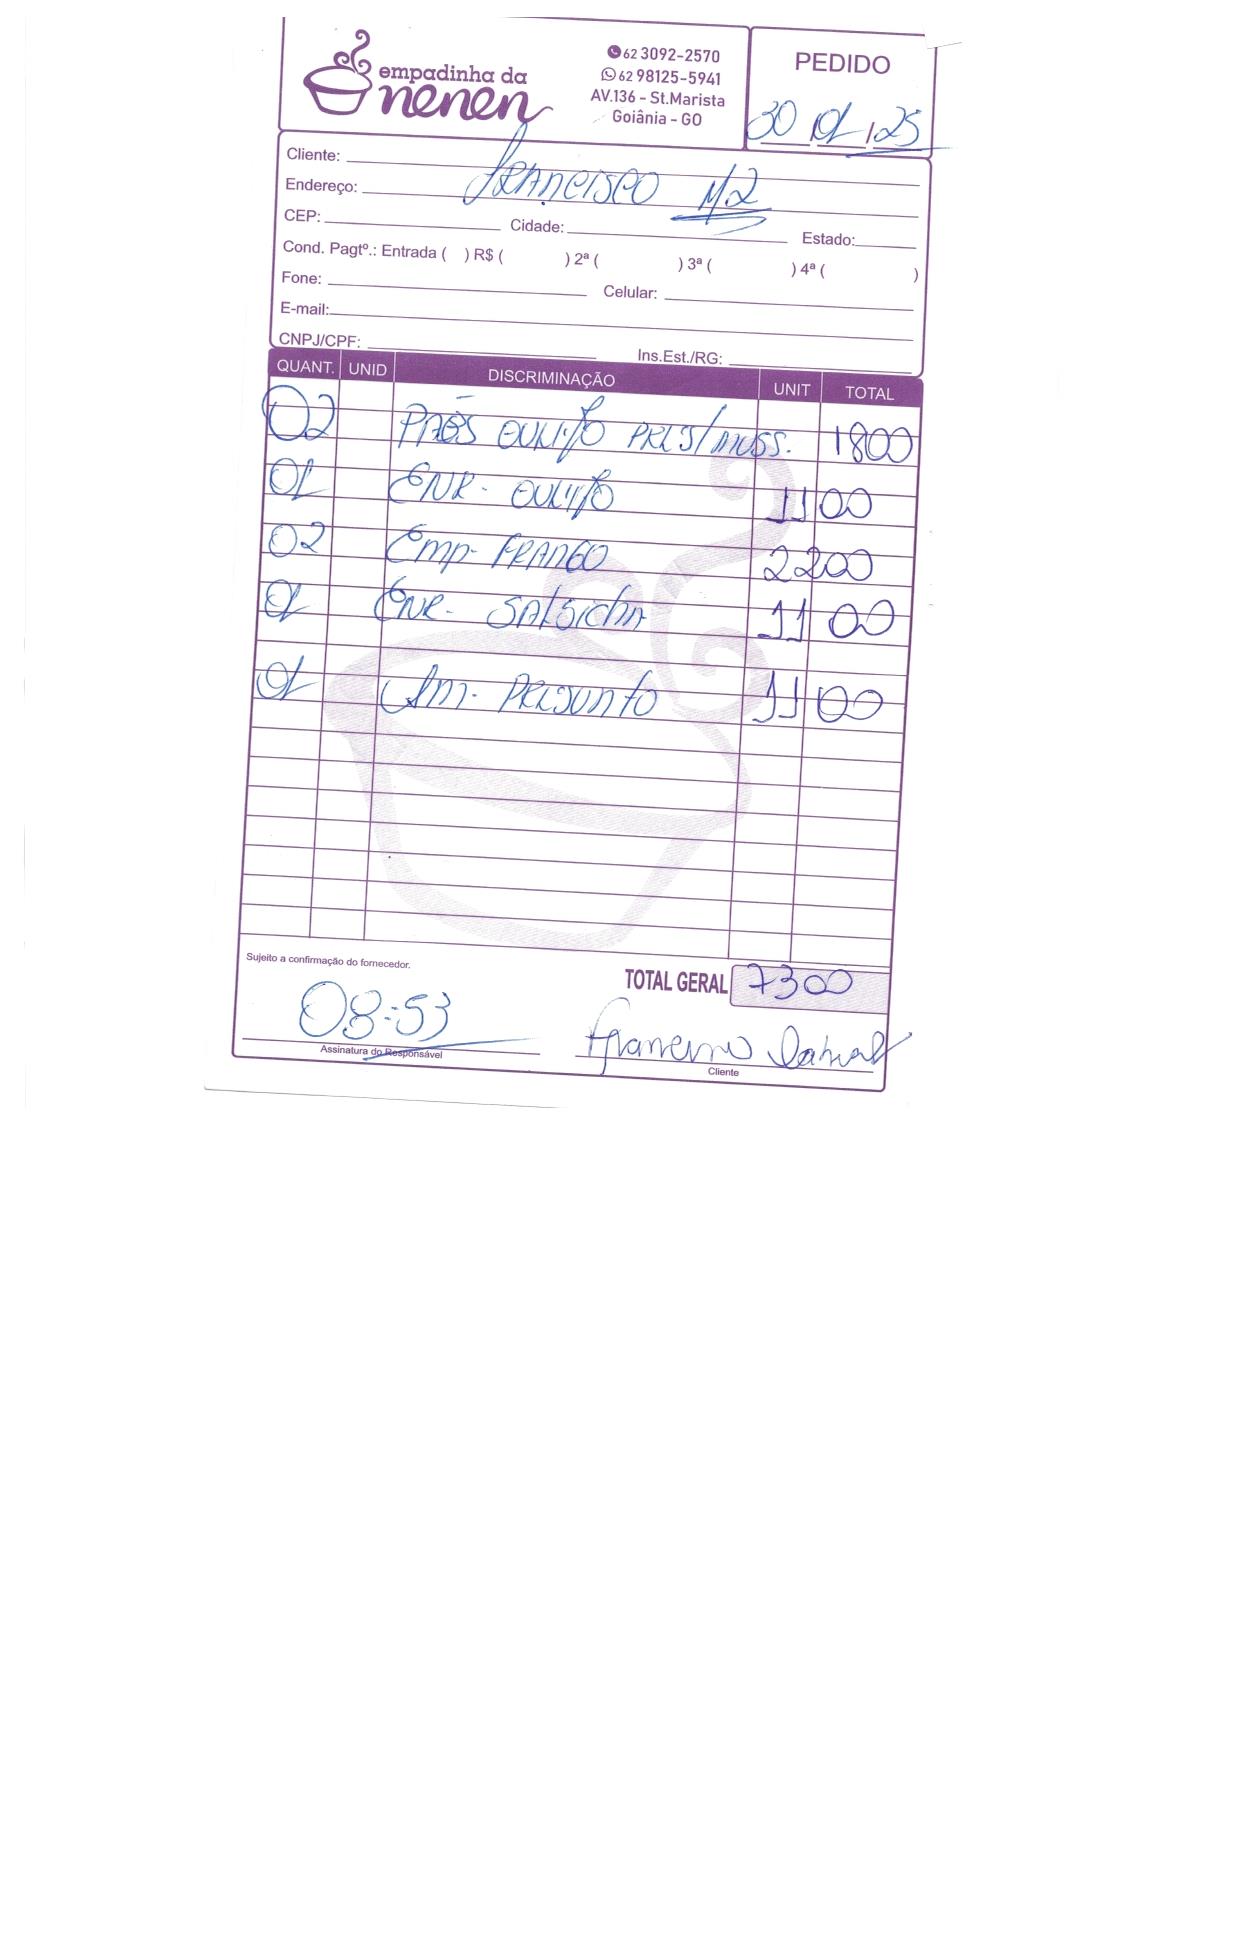 empadinha da
nenen
62 3092-2570
62 98125-5941
AV.136 - St.Marista
Goiânia - GO
PEDIDO
30 / 01 / 25
Cliente:
FRANCISCO M2
Endereço:
CEP: Cidade: Estado:
Cond. Pagtº.: Entrada ( ) R$ ( ) 2ª ( ) 3ª ( ) 4ª ( )
Fone: Celular:
E-mail:
CNPJ/CPF: Ins.Est./RG:
QUANT. UNID DISCRIMINAÇÃO UNIT TOTAL
02 PÃES QUEIJO PRES/MUSS. 1800
01 ENR- QUEIJO 1100
02 EMP- FRANGO 2200
01 ENR- SALSICHA 1100
01 PRESUNTO 1100
Sujeito a confirmação do fornecedor.
TOTAL GERAL 7300
08:53
Assinatura do Responsável
Cliente